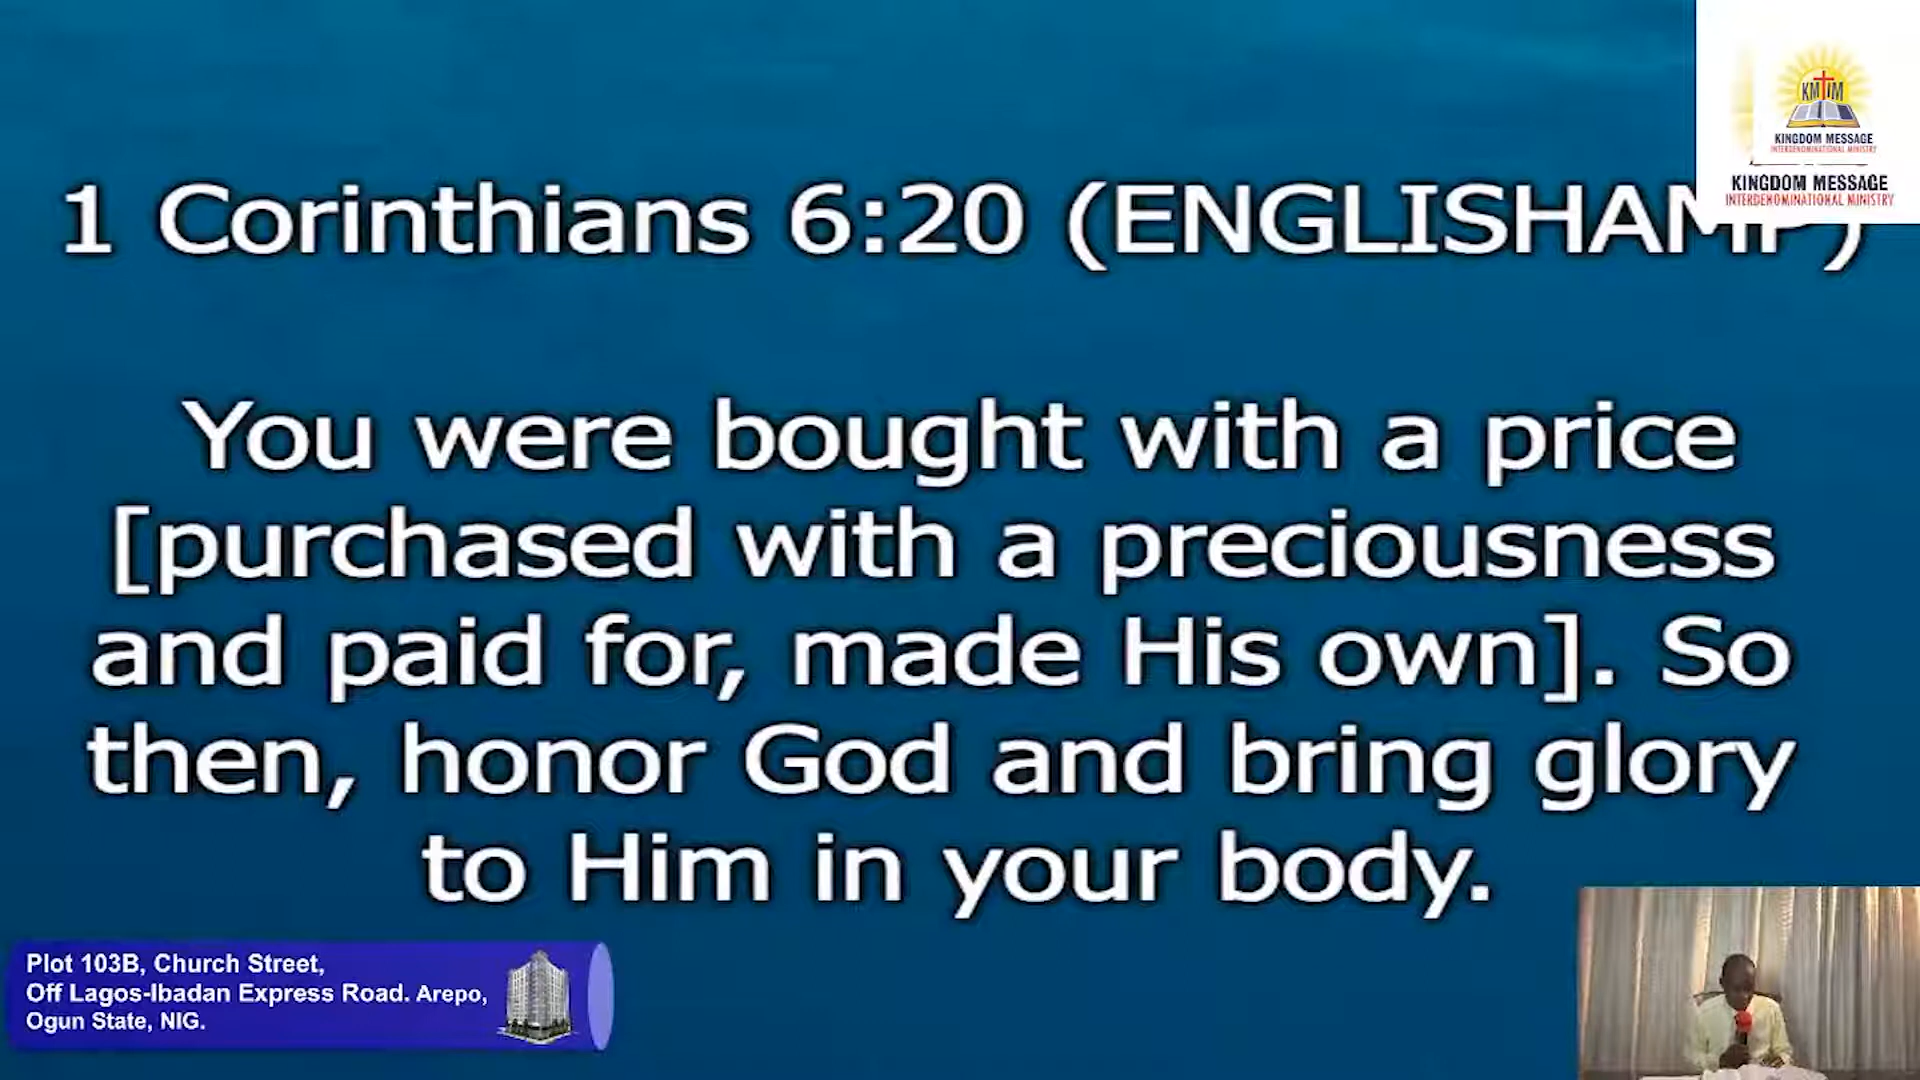 1 Corinthians 6:20 (ENGLISHAMP)
You were bought with a price
[purchased with a preciousness
and paid for, made His own]. So
then, honor God and bring glory
to Him in your body.
KMIM
KINGDOM MESSAGE
INTERDENOMINATIONAL MINISTRY
KINGDOM MESSAGE
INTERDENOMINATIONAL MINISTRY
Plot 103B, Church Street,
Off Lagos-Ibadan Express Road. Arepo,
Ogun State, NIG.